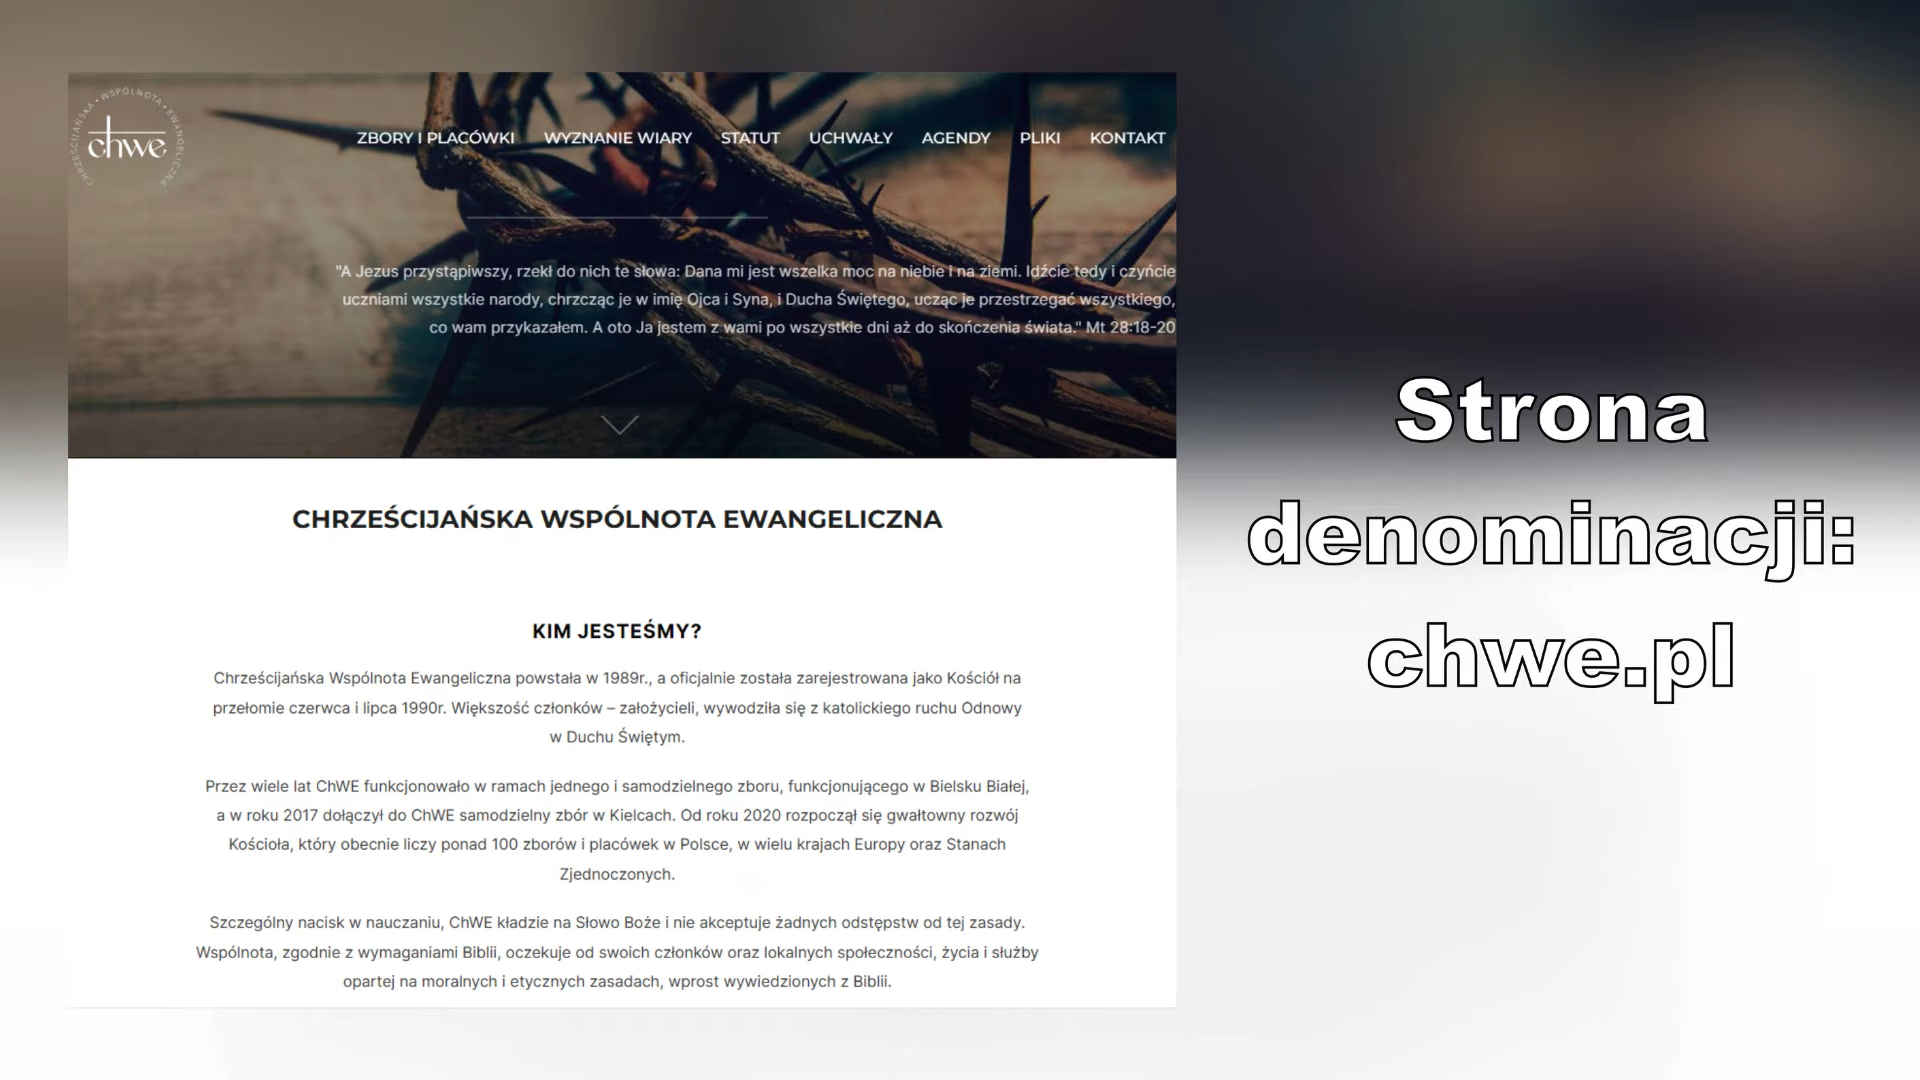 CHRZEŚCIJAŃSKA • WSPÓLNOTA • EWANGELICZNA
chwe
ZBORY I PLACÓWKI WYZNANIE WIARY STATUT UCHWAŁY AGENDY PLIKI KONTAKT
"A Jezus przystąpiwszy, rzekł do nich te słowa: Dana mi jest wszelka moc na niebie i na ziemi. Idźcie tedy i czyńcie
uczniami wszystkie narody, chrzcząc je w imię Ojca i Syna, i Ducha Świętego, ucząc je przestrzegać wszystkiego,
co wam przykazałem. A oto Ja jestem z wami po wszystkie dni aż do skończenia świata." Mt 28:18-20
CHRZEŚCIJAŃSKA WSPÓLNOTA EWANGELICZNA
KIM JESTEŚMY?
Chrześcijańska Wspólnota Ewangeliczna powstała w 1989r., a oficjalnie została zarejestrowana jako Kościół na
przełomie czerwca i lipca 1990r. Większość członków – założycieli, wywodziła się z katolickiego ruchu Odnowy
w Duchu Świętym.
Przez wiele lat ChWE funkcjonowało w ramach jednego i samodzielnego zboru, funkcjonującego w Bielsku Białej,
a w roku 2017 dołączył do ChWE samodzielny zbór w Kielcach. Od roku 2020 rozpoczął się gwałtowny rozwój
Kościoła, który obecnie liczy ponad 100 zborów i placówek w Polsce, w wielu krajach Europy oraz Stanach
Zjednoczonych.
Szczególny nacisk w nauczaniu, ChWE kładzie na Słowo Boże i nie akceptuje żadnych odstępstw od tej zasady.
Wspólnota, zgodnie z wymaganiami Biblii, oczekuje od swoich członków oraz lokalnych społeczności, życia i służby
opartej na moralnych i etycznych zasadach, wprost wywiedzionych z Biblii.
Strona
denominacji:
chwe.pl